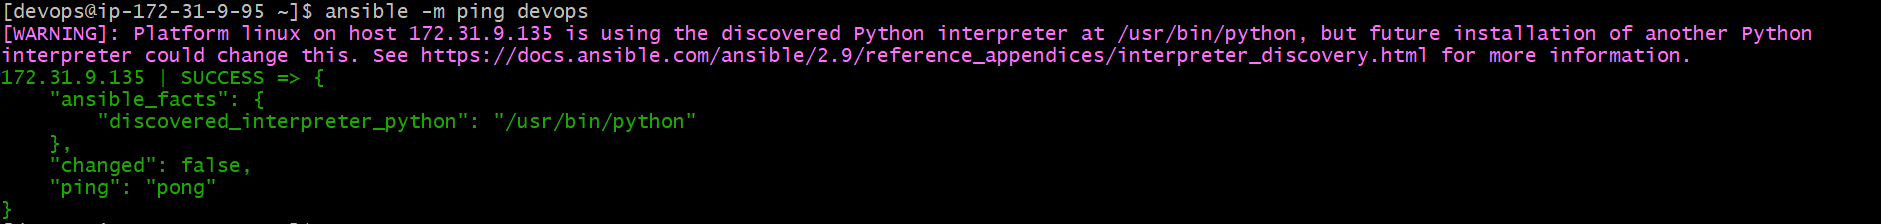 [devops@ip-172-31-9-95 ~]$ ansible -m ping devops
[WARNING]: Platform linux on host 172.31.9.135 is using the discovered Python interpreter at /usr/bin/python, but future installation of another Python
interpreter could change this. See https://docs.ansible.com/ansible/2.9/reference_appendices/interpreter_discovery.html for more information.
172.31.9.135 | SUCCESS => {
    "ansible_facts": {
        "discovered_interpreter_python": "/usr/bin/python"
    },
    "changed": false,
    "ping": "pong"
}